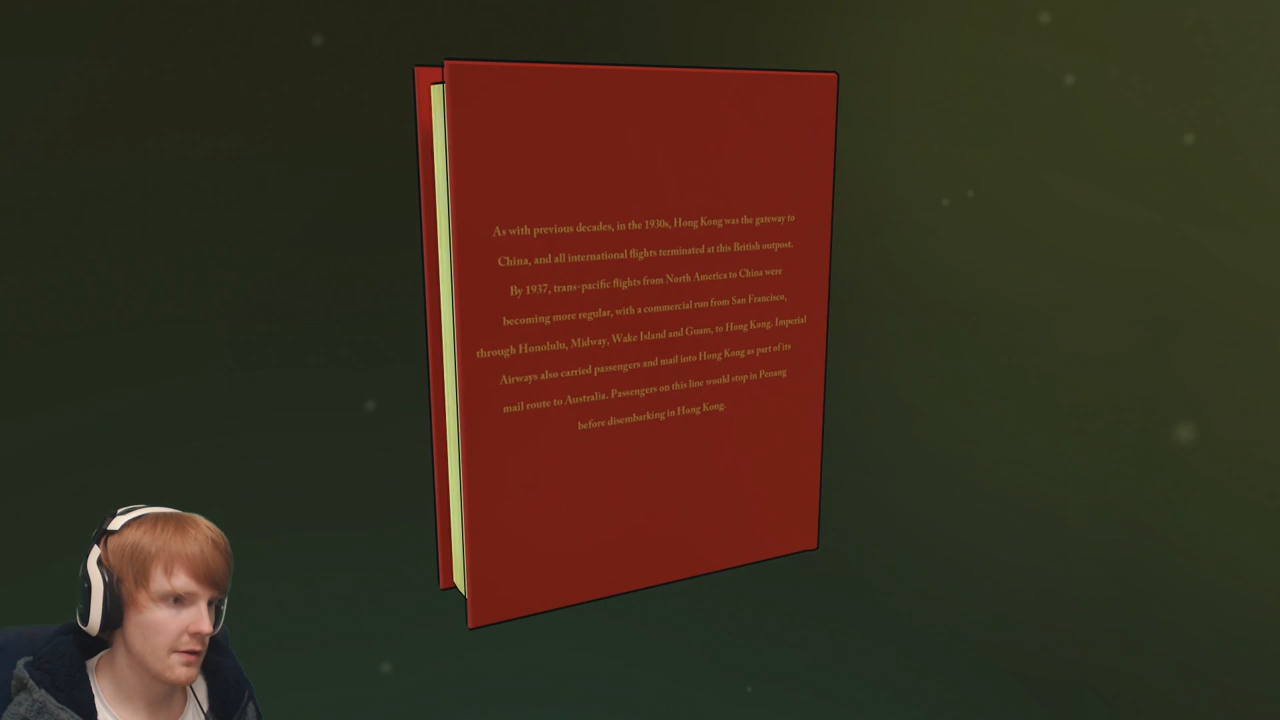 As with previous decades, in the 1930s, Hong Kong was the gateway to
China, and all international flights terminated at this British outpost.
By 1937, trans-pacific flights from North America to China were
becoming more regular, with a commercial run from San Francisco,
through Honolulu, Midway, Wake Island and Guam, to Hong Kong. Imperial
Airways also carried passengers and mail into Hong Kong as part of its
mail route to Australia. Passengers on this line would stop in Penang
before disembarking in Hong Kong.